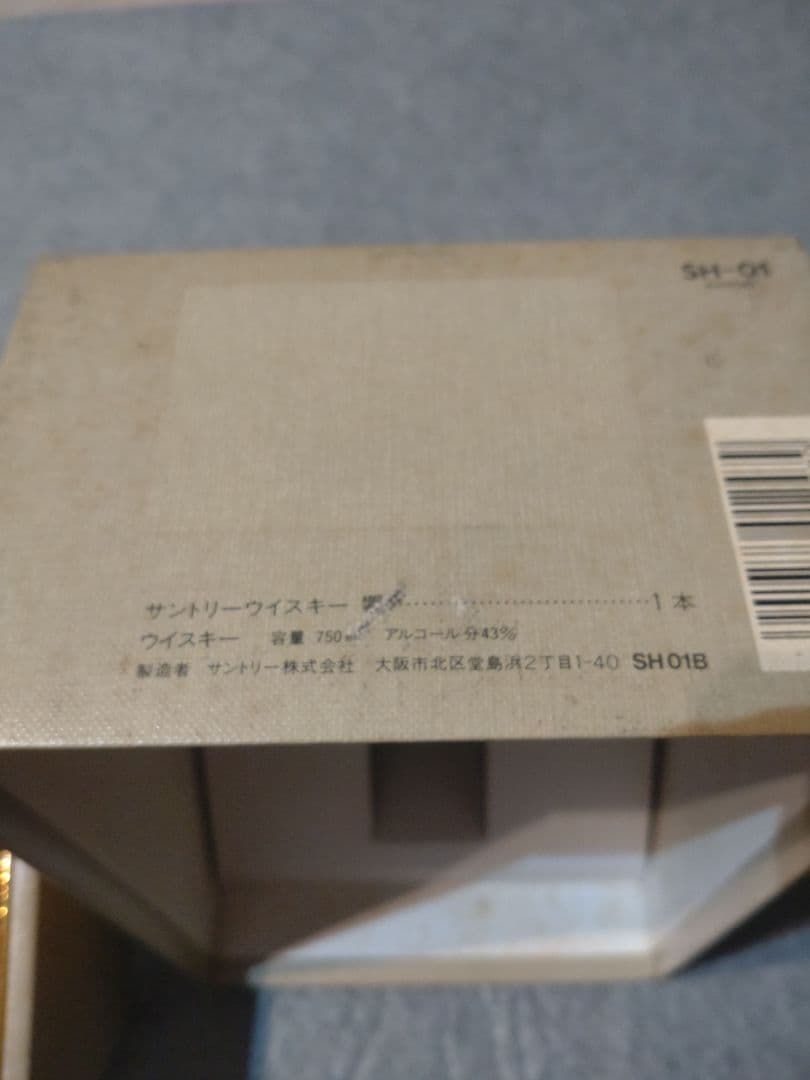 SH-01
サントリーウイスキー 響……………………………1本
ウイスキー 容量 750 アルコール分43%
製造者 サントリー株式会社 大阪市北区堂島浜2丁目1-40 SH01B